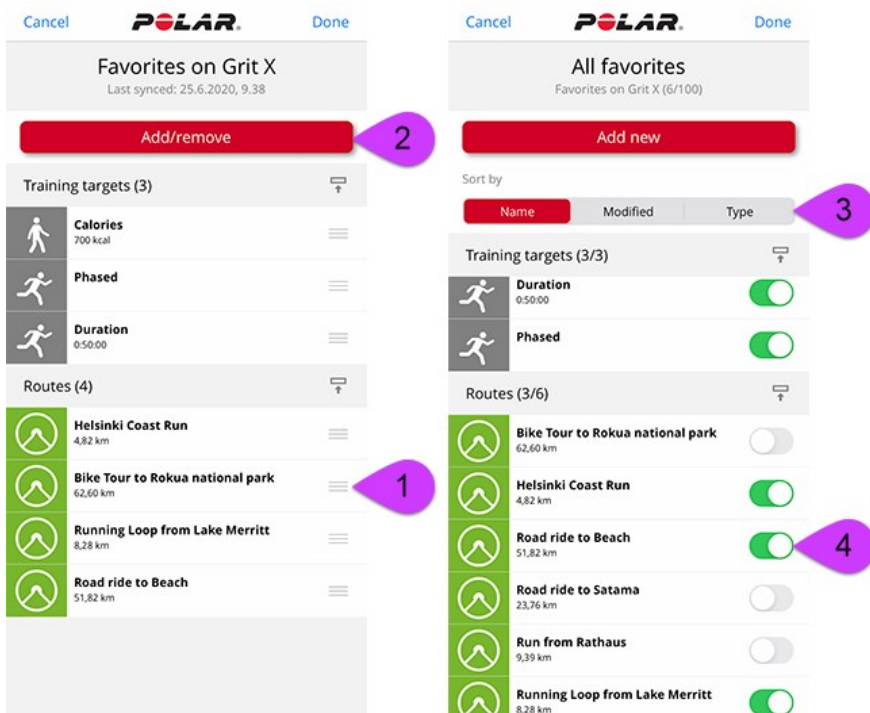 Cancel
POLAR.
Done
Favorites on Grit X
Last synced: 25.6.2020, 9.38
Add/remove
2
Training targets (3)
Calories
700 kcal
Phased
Duration
0:50:00
Routes (4)
Helsinki Coast Run
4,82 km
Bike Tour to Rokua national park
62,60 km
1
Running Loop from Lake Merritt
8,28 km
Road ride to Beach
51,82 km
Cancel
POLAR.
Done
All favorites
Favorites on Grit X (6/100)
Add new
Sort by
Name Modified Type
3
Training targets (3/3)
Duration
0:50:00
Phased
Routes (3/6)
Bike Tour to Rokua national park
62,60 km
Helsinki Coast Run
4,82 km
Road ride to Beach
51,82 km
4
Road ride to Satama
23,76 km
Run from Rathaus
9,39 km
Running Loop from Lake Merritt
8,28 km